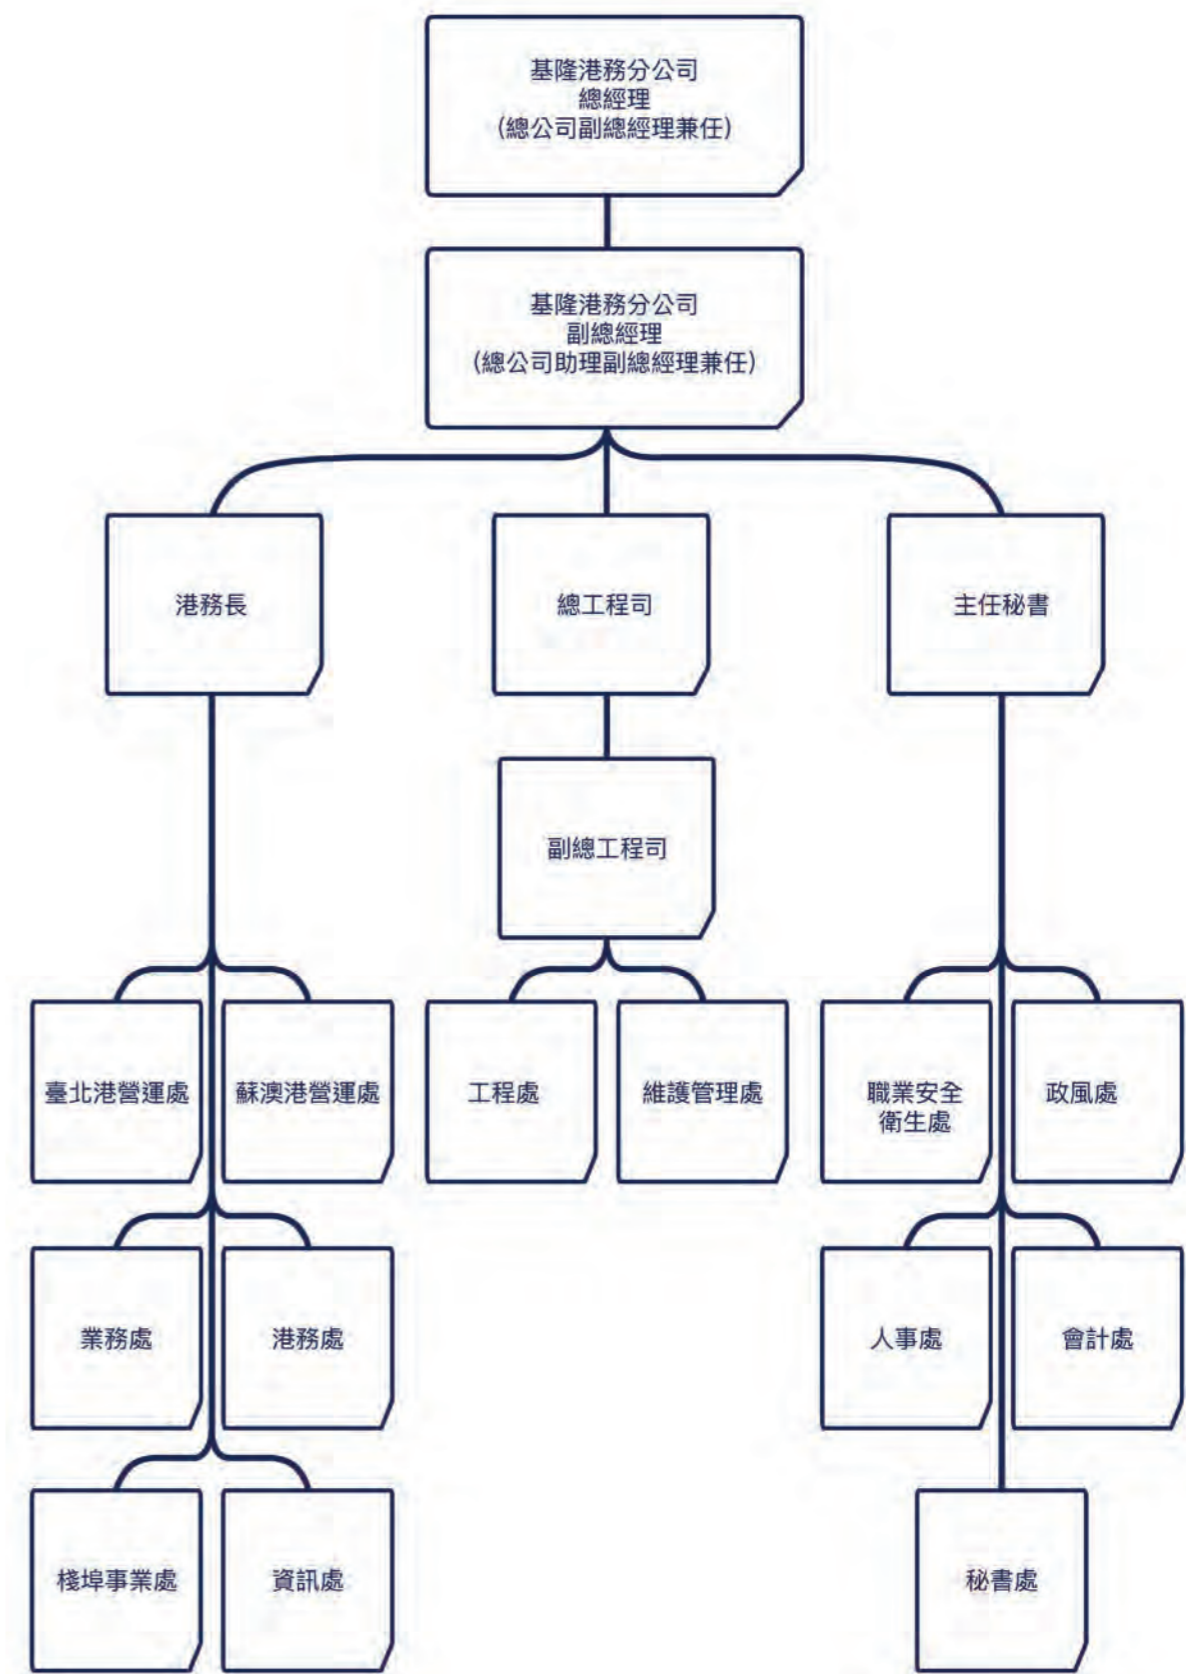 基隆港務分公司
總經理
(總公司副總經理兼任)
基隆港務分公司
副總經理
(總公司助理副總經理兼任)
港務長
總工程司
主任秘書
副總工程司
臺北港營運處
蘇澳港營運處
工程處
維護管理處
職業安全
衛生處
政風處
業務處
港務處
人事處
會計處
棧埠事業處
資訊處
秘書處